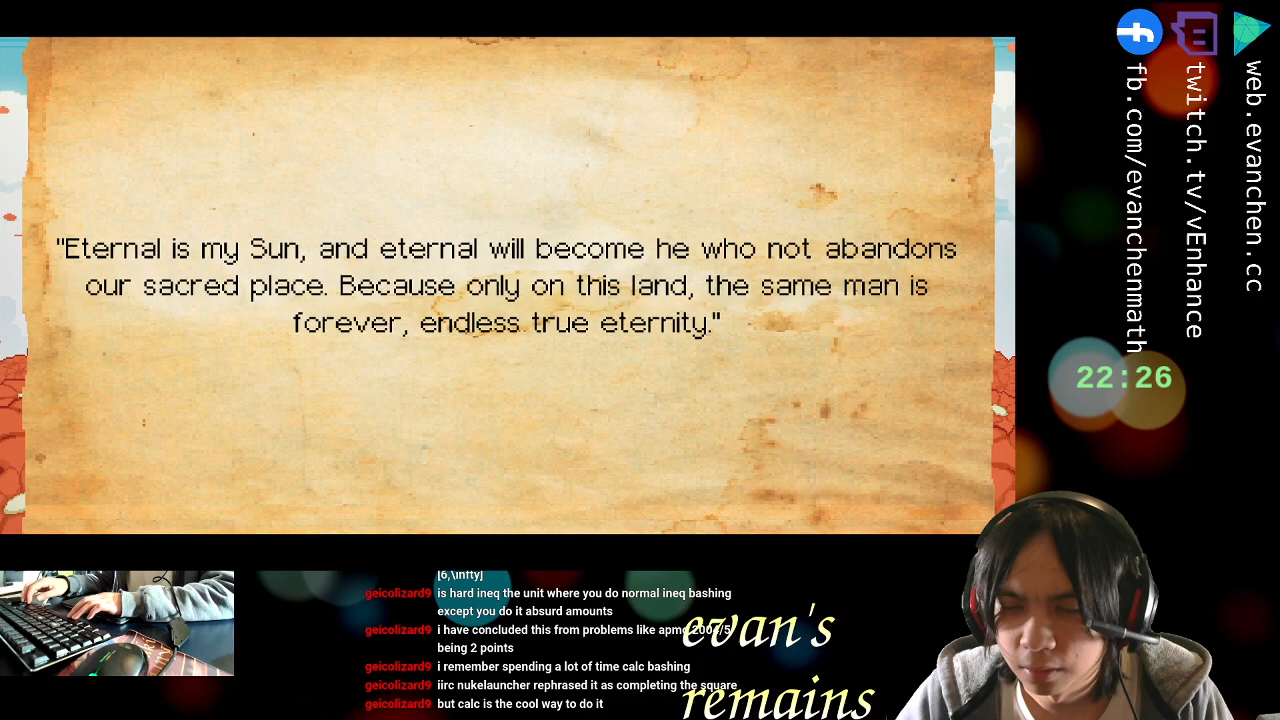 "Eternal is my Sun, and eternal will become he who not abandons
our sacred place. Because only on this land, the same man is
forever, endless true eternity."
web.evanchen.cc
twitch.tv/vEnhance
fb.com/evanchenmath
22:26
[6,\infty]
geicolizard9 is hard ineq the unit where you do normal ineq bashing
except you do it absurd amounts
geicolizard9 i have concluded this from problems like apmo 2004/5
being 2 points
geicolizard9 i remember spending a lot of time calc bashing
geicolizard9 iirc nukelauncher rephrased it as completing the square
geicolizard9 but calc is the cool way to do it
evan's
remains